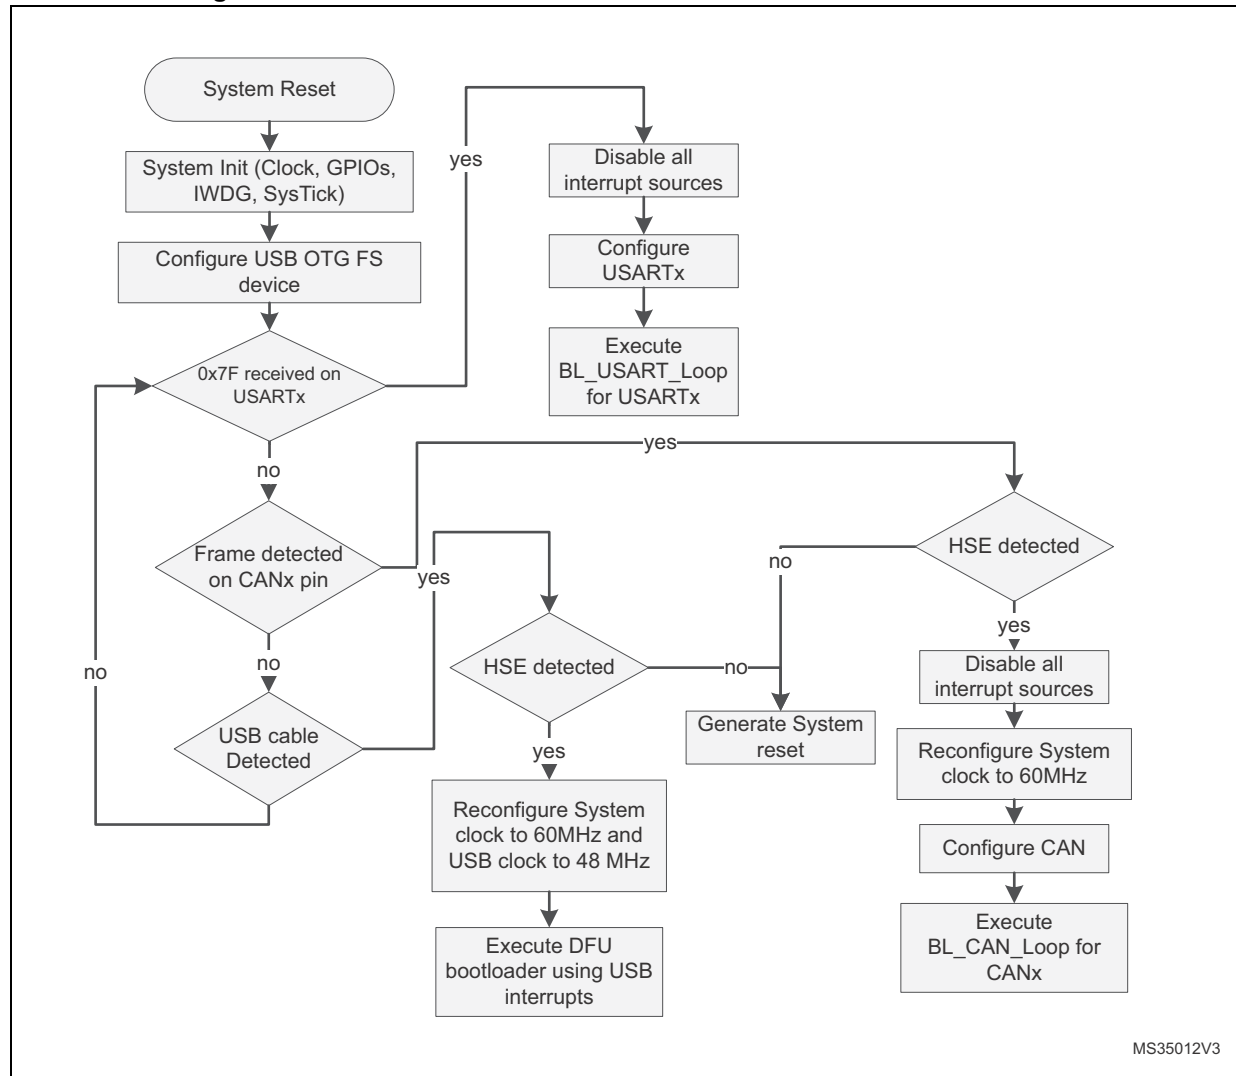 System Reset
System Init (Clock, GPIOs,
IWDG, SysTick)
Configure USB OTG FS
device
0x7F received on
USARTx
yes
Disable all
interrupt sources
Configure
USARTx
Execute
BL_USART_Loop
for USARTx
no
Frame detected
on CANx pin
yes
HSE detected
no
yes
Disable all
interrupt sources
Reconfigure System
clock to 60MHz
Configure CAN
Execute
BL_CAN_Loop for
CANx
no
USB cable
Detected
no
yes
HSE detected
no
Generate System
reset
yes
Reconfigure System
clock to 60MHz and
USB clock to 48 MHz
Execute DFU
bootloader using USB
interrupts
MS35012V3